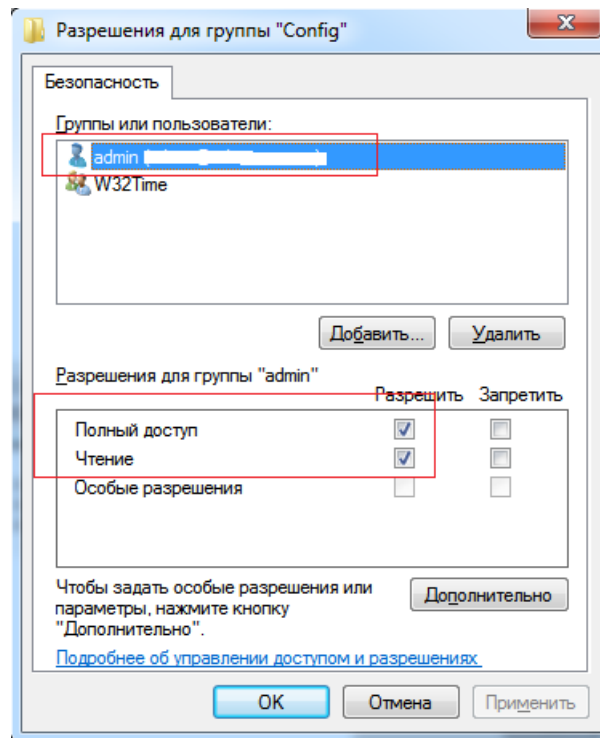 Разрешения для группы "Config"
Безопасность
Группы или пользователи:
admin (
W32Time
Добавить... Удалить
Разрешения для группы "admin"
Разрешить Запретить
Полный доступ
Чтение
Особые разрешения
Чтобы задать особые разрешения или
параметры, нажмите кнопку
"Дополнительно".
Дополнительно
Подробнее об управлении доступом и разрешениях
ОК Отмена Применить